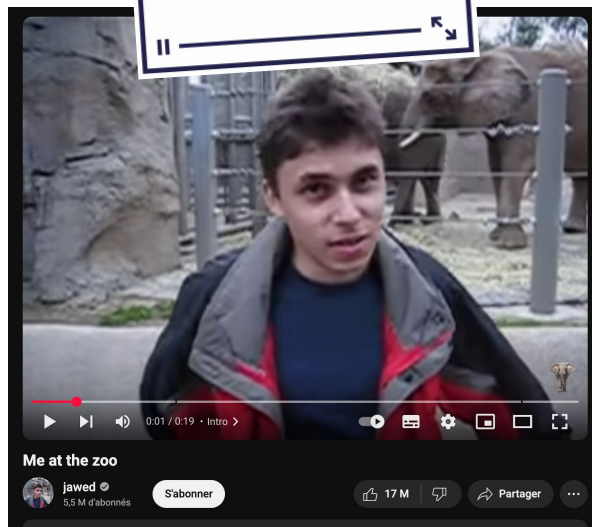 0:01 / 0:19 • Intro
Me at the zoo
jawed
5,5 M d'abonnés
S'abonner
17 M
Partager